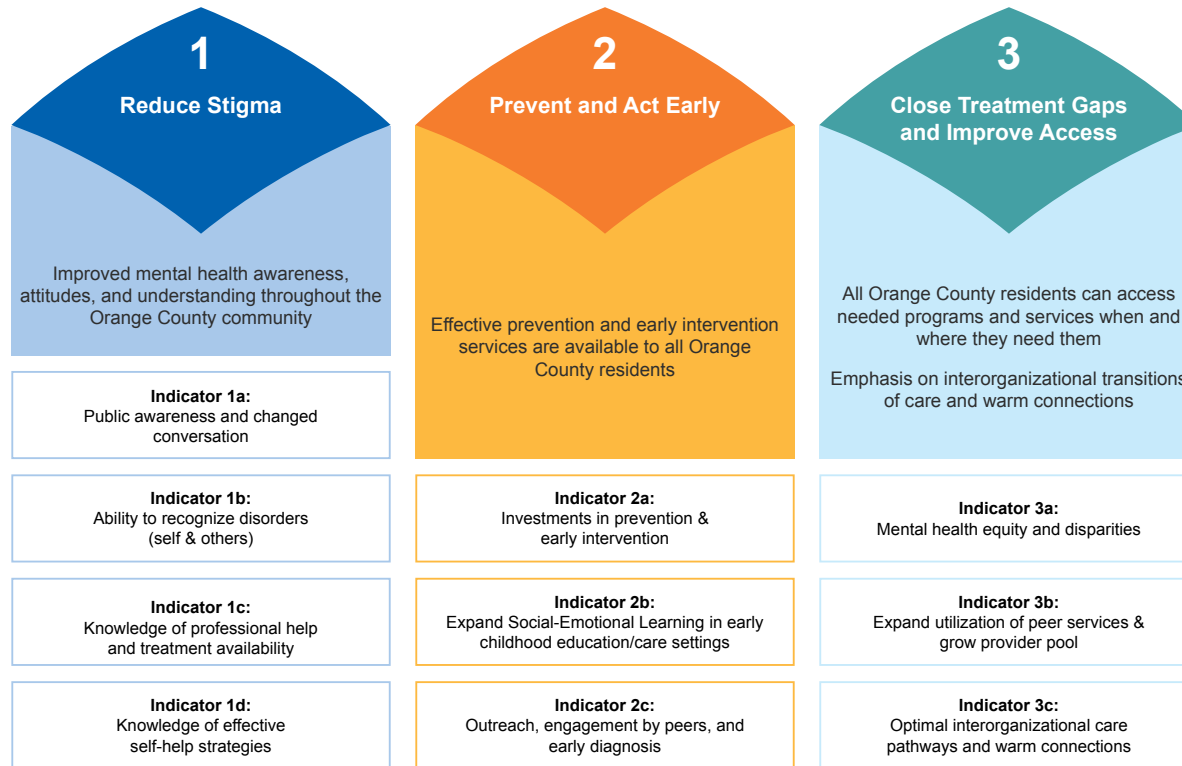 1
Reduce Stigma
Improved mental health awareness,
attitudes, and understanding throughout the
Orange County community
Indicator 1a:
Public awareness and changed
conversation
Indicator 1b:
Ability to recognize disorders
(self & others)
Indicator 1c:
Knowledge of professional help
and treatment availability
Indicator 1d:
Knowledge of effective
self-help strategies
2
Prevent and Act Early
Effective prevention and early intervention
services are available to all Orange
County residents
Indicator 2a:
Investments in prevention &
early intervention
Indicator 2b:
Expand Social-Emotional Learning in early
childhood education/care settings
Indicator 2c:
Outreach, engagement by peers, and
early diagnosis
3
Close Treatment Gaps
and Improve Access
All Orange County residents can access
needed programs and services when and
where they need them
Emphasis on interorganizational transitions
of care and warm connections
Indicator 3a:
Mental health equity and disparities
Indicator 3b:
Expand utilization of peer services &
grow provider pool
Indicator 3c:
Optimal interorganizational care
pathways and warm connections